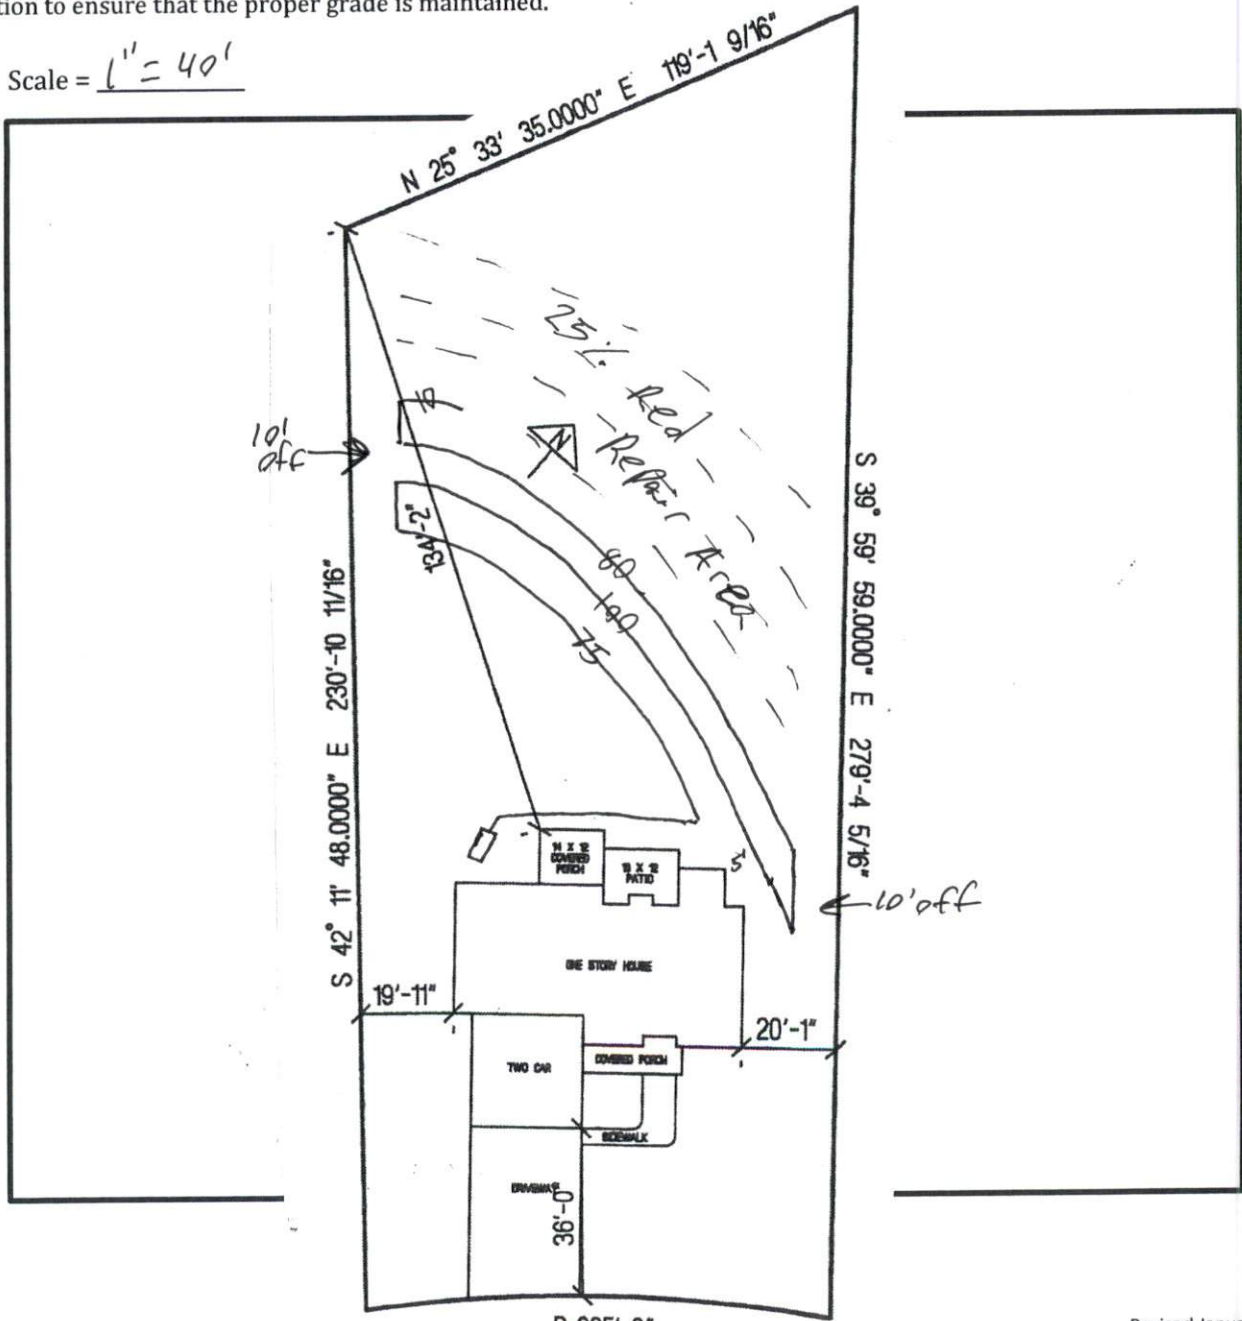 tion to ensure that the proper grade is maintained.
Scale = 1" = 40'
N 25° 33' 35.0000" E 119'-1 9/16"
25% Red
Repair Area
10
N
10'
off
134'-2"
80
100
75
S 42° 11' 48.0000" E 230'-10 11/16"
S 39° 59' 59.0000" E 279'-4 5/16"
14 X 12
COVERED
PORCH
PATIO
5'
10' off
ONE STORY HOUSE
19'-11"
20'-1"
TWO CAR
COVERED PORCH
SIDEWALK
DRIVEWAY
36'-0